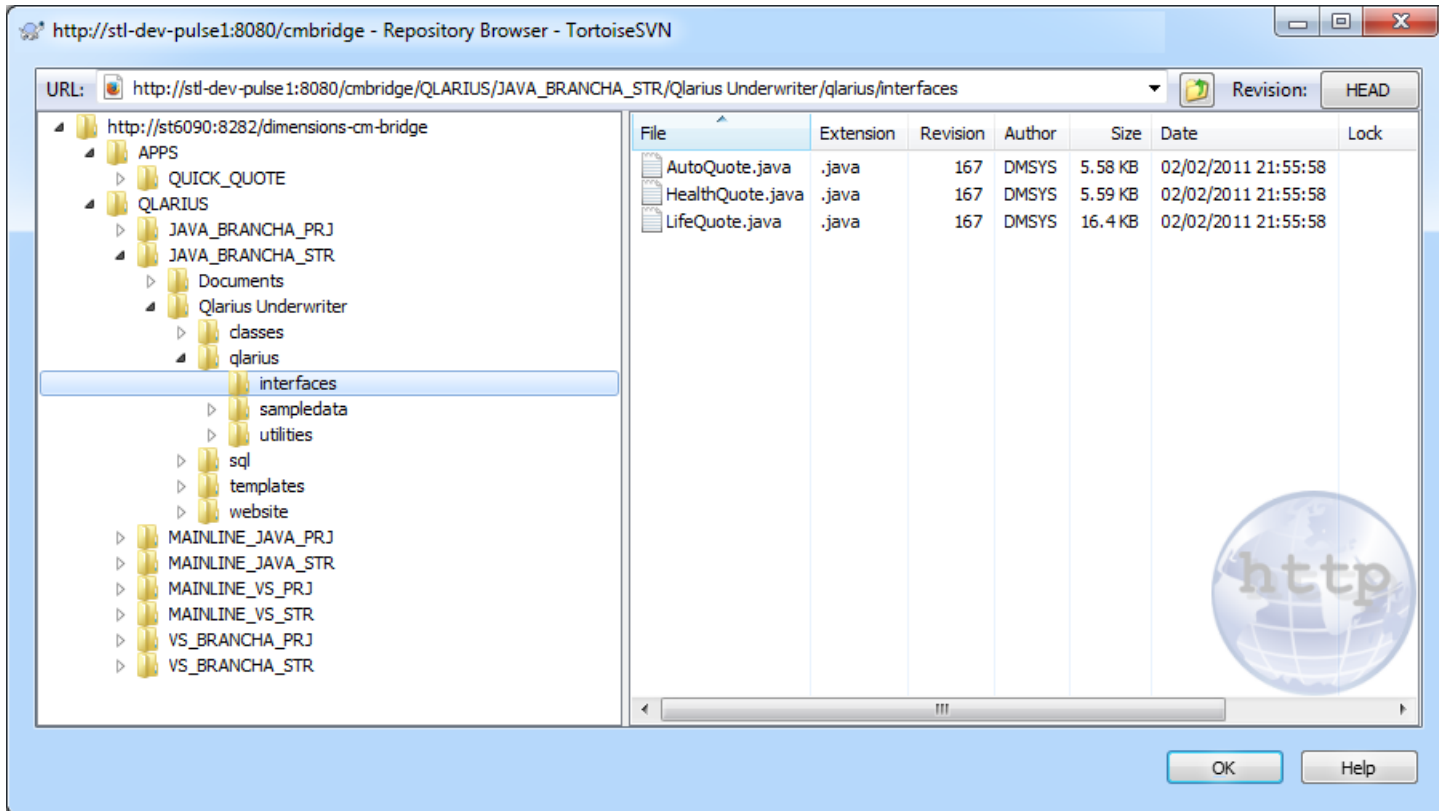 http://stl-dev-pulse1:8080/cmbridge - Repository Browser - TortoiseSVN
URL: http://stl-dev-pulse1:8080/cmbridge/QLARIUS/JAVA_BRANCHA_STR/Qlarius Underwriter/qlarius/interfaces Revision: HEAD
http://st6090:8282/dimensions-cm-bridge
APPS
QUICK_QUOTE
QLARIUS
JAVA_BRANCHA_PRJ
JAVA_BRANCHA_STR
Documents
Qlarius Underwriter
classes
qlarius
interfaces
sampledata
utilities
sql
templates
website
MAINLINE_JAVA_PRJ
MAINLINE_JAVA_STR
MAINLINE_VS_PRJ
MAINLINE_VS_STR
VS_BRANCHA_PRJ
VS_BRANCHA_STR
File Extension Revision Author Size Date Lock
AutoQuote.java .java 167 DMSYS 5.58 KB 02/02/2011 21:55:58
HealthQuote.java .java 167 DMSYS 5.59 KB 02/02/2011 21:55:58
LifeQuote.java .java 167 DMSYS 16.4 KB 02/02/2011 21:55:58
http
OK Help